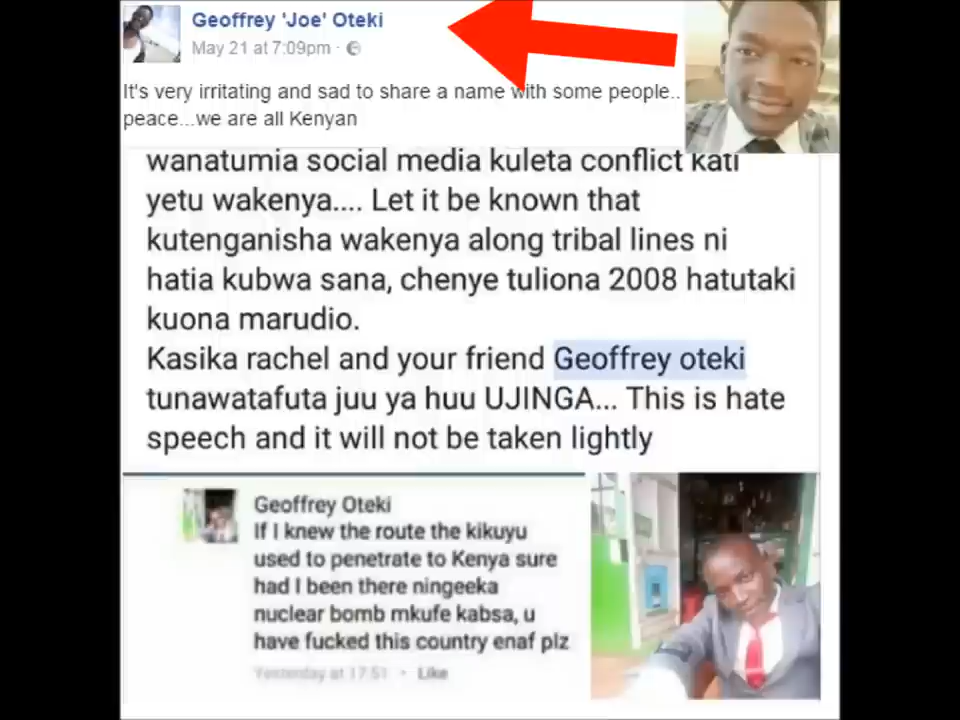 Geoffrey 'Joe' Oteki
May 21 at 7:09pm ·
It's very irritating and sad to share a name with some people..
peace...we are all Kenyan
wanatumia social media kuleta conflict kati
yetu wakenya.... Let it be known that
kutenganisha wakenya along tribal lines ni
hatia kubwa sana, chenye tuliona 2008 hatutaki
kuona marudio.
Kasika rachel and your friend Geoffrey oteki
tunawatafuta juu ya huu UJINGA... This is hate
speech and it will not be taken lightly
Geoffrey Oteki
If I knew the route the kikuyu
used to penetrate to Kenya sure
had I been there ningeeka
nuclear bomb mkufe kabsa, u
have fucked this country enaf plz
Yesterday at 17:51 · Like